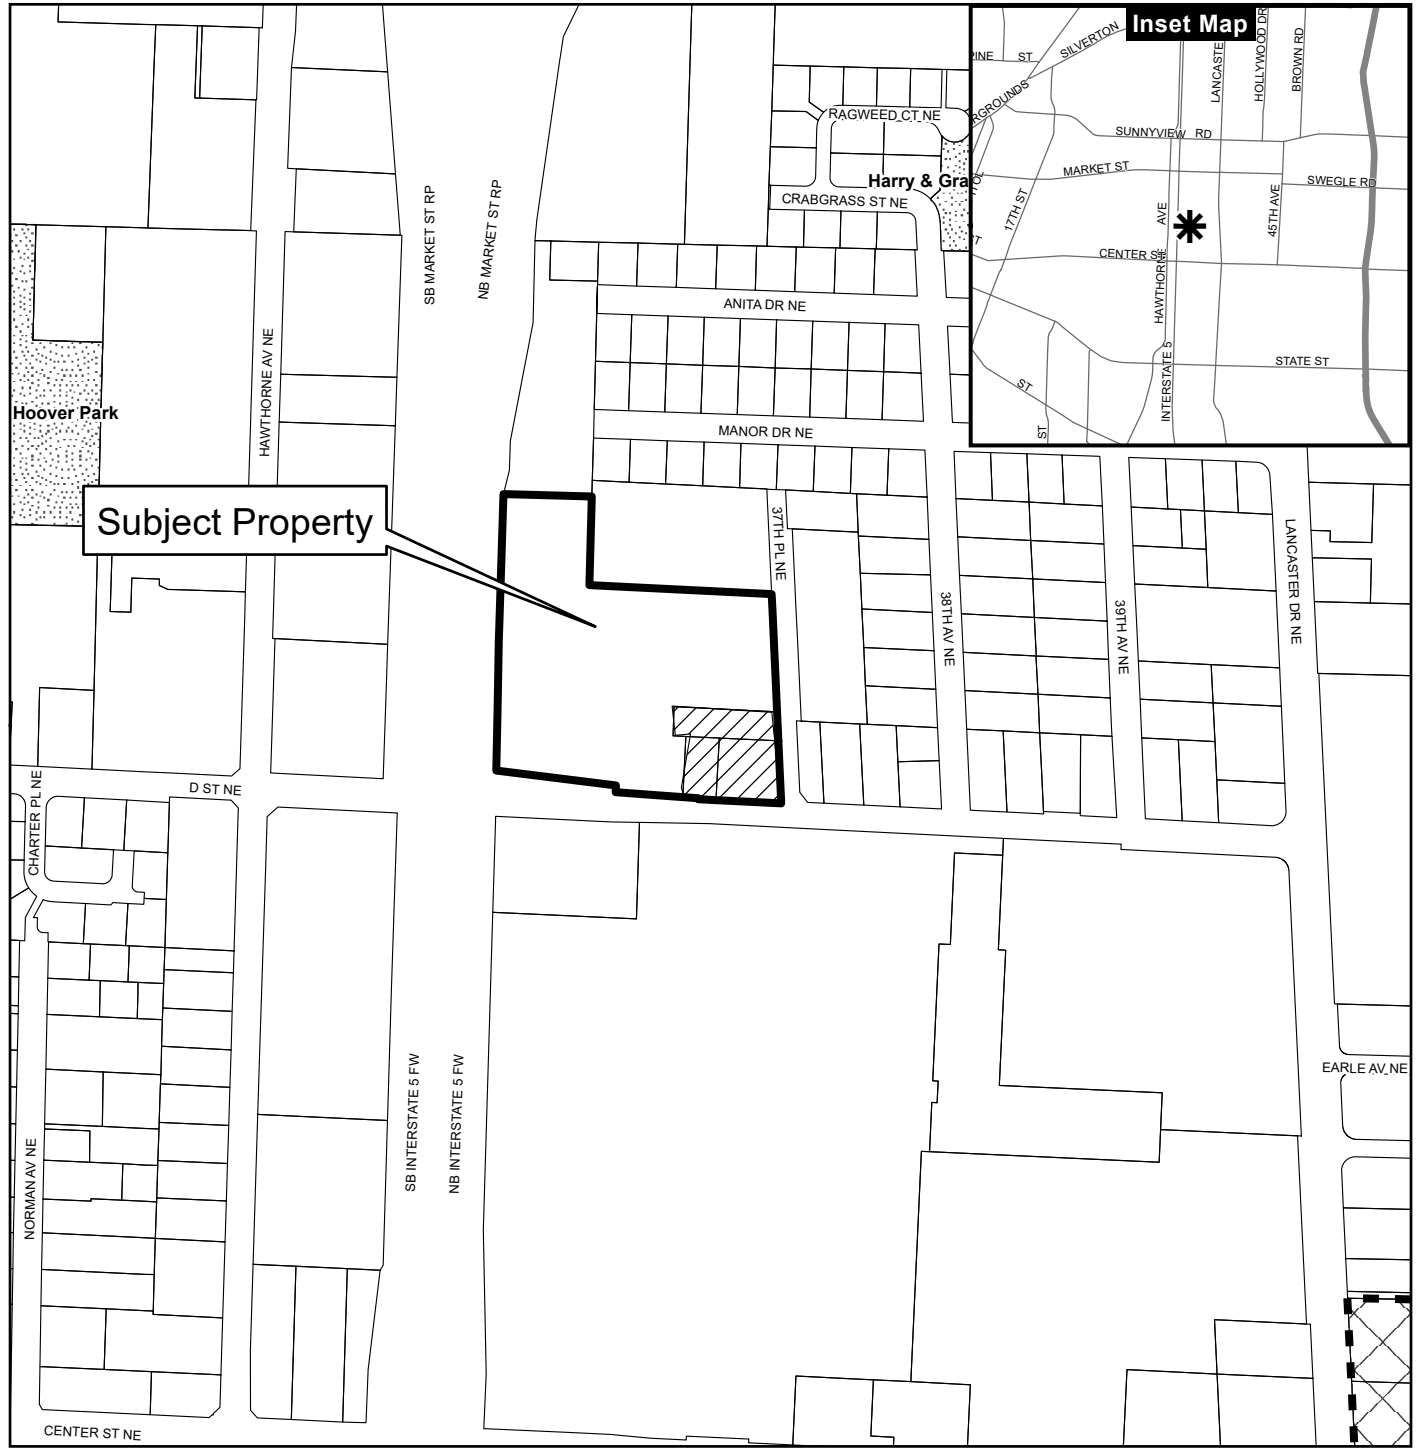 Inset Map
PINE ST
SILVERTON
LANCASTE
HOLLYWOOD DR
BROWN RD
RGROUNDS
SUNNYVIEW RD
MARKET ST
SWEGLE RD
17TH ST
AVE
45TH AVE
CENTER ST
HAWTHORNE
INTERSTATE 5
STATE ST
ST
ST
RAGWEED CT NE
Harry & Gra
CRABGRASS ST NE
SB MARKET ST RP
NB MARKET ST RP
ANITA DR NE
HAWTHORNE AV NE
Hoover Park
MANOR DR NE
Subject Property
37TH PL NE
38TH AV NE
39TH AV NE
LANCASTER DR NE
D ST NE
CHARTER PL NE
SB INTERSTATE 5 FW
NB INTERSTATE 5 FW
EARLE AV NE
NORMAN AV NE
CENTER ST NE